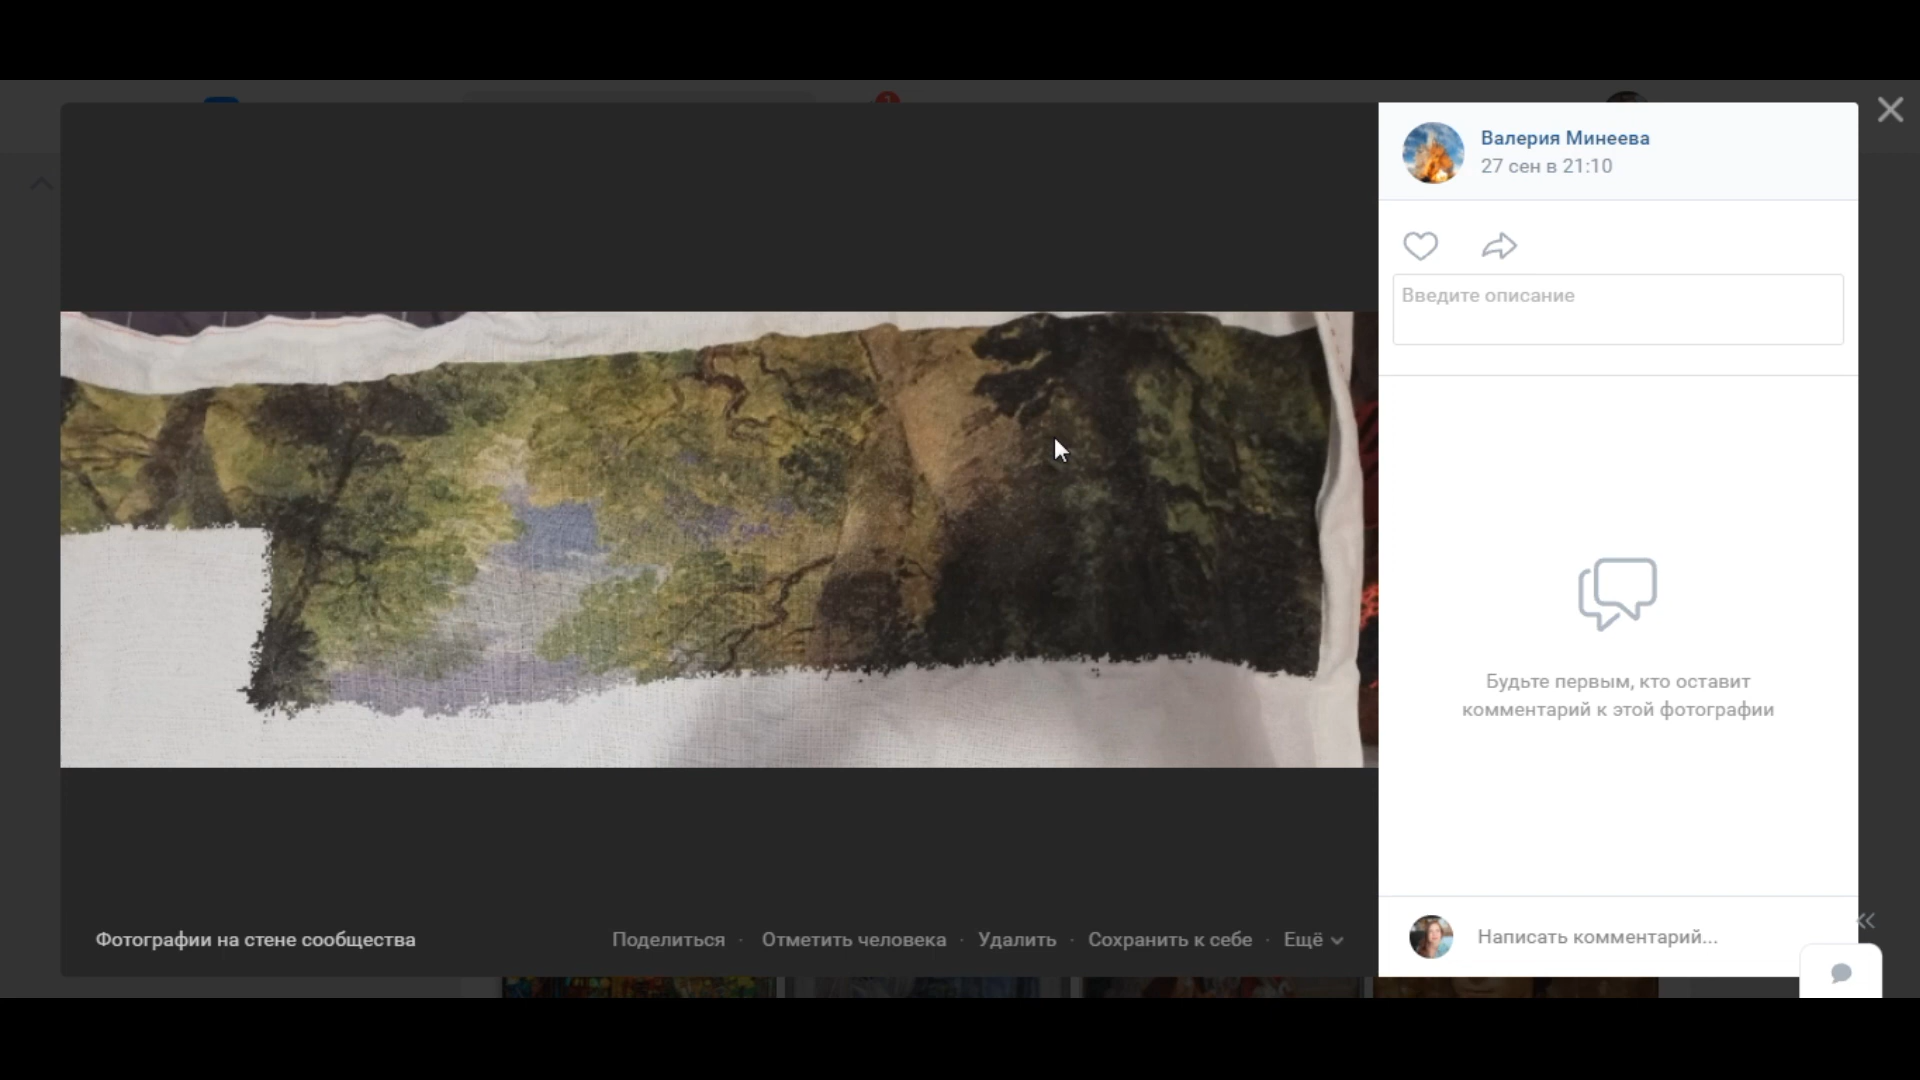 1
Валерия Минеева
27 сен в 21:10
Введите описание
Будьте первым, кто оставит
комментарий к этой фотографии
Фотографии на стене сообщества
Поделиться · Отметить человека · Удалить · Сохранить к себе · Ещё
Написать комментарий...